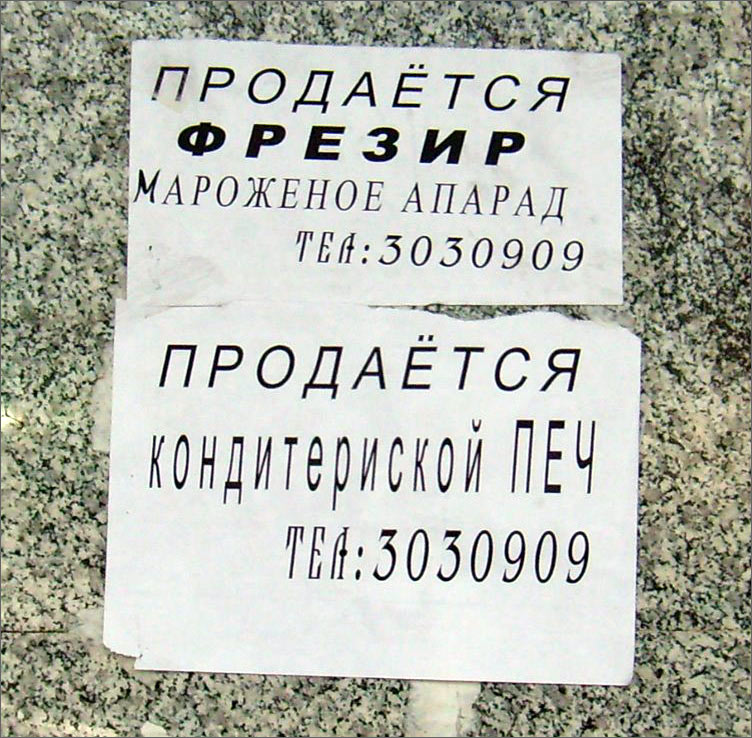 ПРОДАЁТСЯ
ФРЕЗИР
МАРОЖЕНОЕ АПАРАД
ТЕЛ:3030909
ПРОДАЁТСЯ
кондитериской ПЕЧ
ТЕЛ:3030909